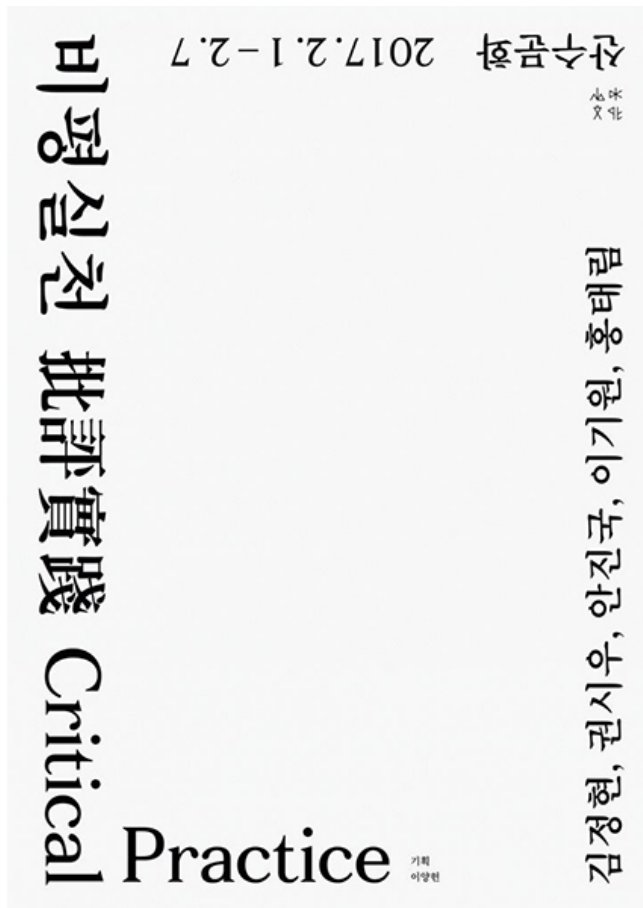 비평실천 批評實踐 Critical
Practice
기획
이양헌
김정현, 권시우, 안진국, 이기원, 홍태림
산수문화 2017.2.1–2.7